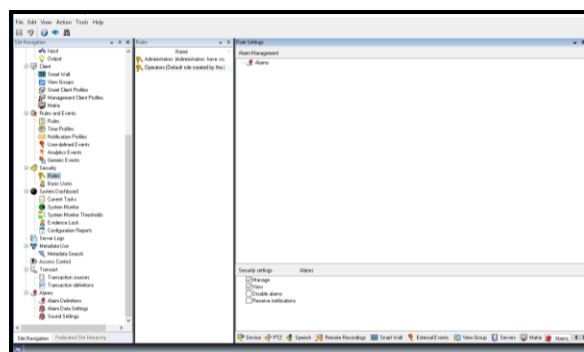 File Edit View Action Tools Help
Site Navigation
Roles
Role Settings
Input
Output
Client
Smart Wall
View Groups
Smart Client Profiles
Management Client Profiles
Matrix
Rules and Events
Rules
Time Profiles
Notification Profiles
User-defined Events
Analytics Events
Generic Events
Security
Roles
Basic Users
System Dashboard
Current Tasks
System Monitor
System Monitor Thresholds
Evidence Lock
Configuration Reports
Server Logs
Metadata Use
Metadata Search
Access Control
Transact
Transaction sources
Transaction definitions
Alarms
Alarm Definitions
Alarm Data Settings
Sound Settings
Site Navigation Federated Site Hierarchy
Name
Administrators (Administrators have co
Operators (Default role created by the i
Alarm Management
Alarms
Security settings Alarms
Manage
View
Disable alarms
Receive notifications
Device PTZ Speech Remote Recordings Smart Wall External Events View Group Servers Matrix Alarms